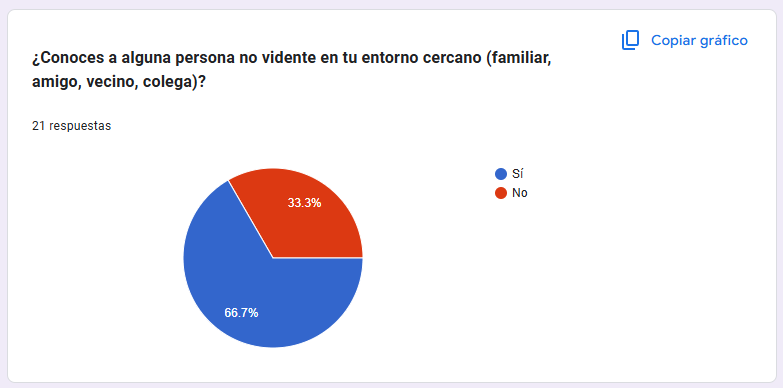 Copiar gráfico
¿Conoces a alguna persona no vidente en tu entorno cercano (familiar,
amigo, vecino, colega)?
21 respuestas
Sí
No
33.3%
66.7%